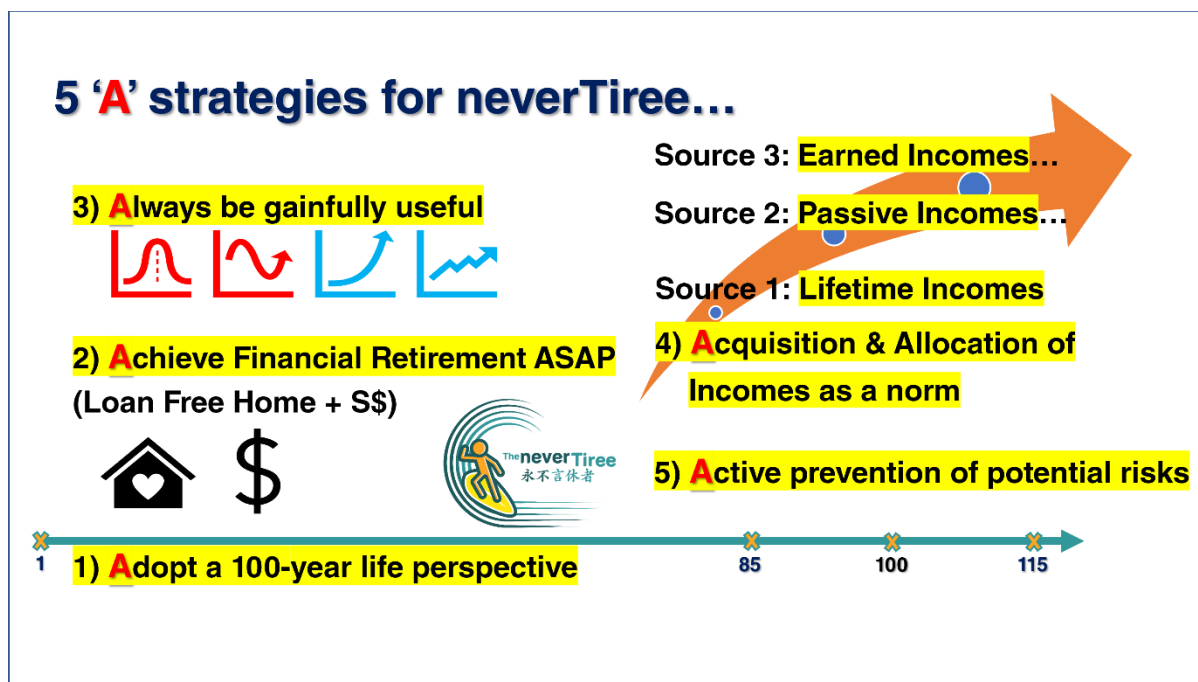 5 ‘A’ strategies for neverTiree…
3) Always be gainfully useful
2) Achieve Financial Retirement ASAP
(Loan Free Home + S$)
$
The neverTiree
永不言休者
1) Adopt a 100-year life perspective
Source 3: Earned Incomes…
Source 2: Passive Incomes…
Source 1: Lifetime Incomes
4) Acquisition & Allocation of
Incomes as a norm
5) Active prevention of potential risks
1
85
100
115